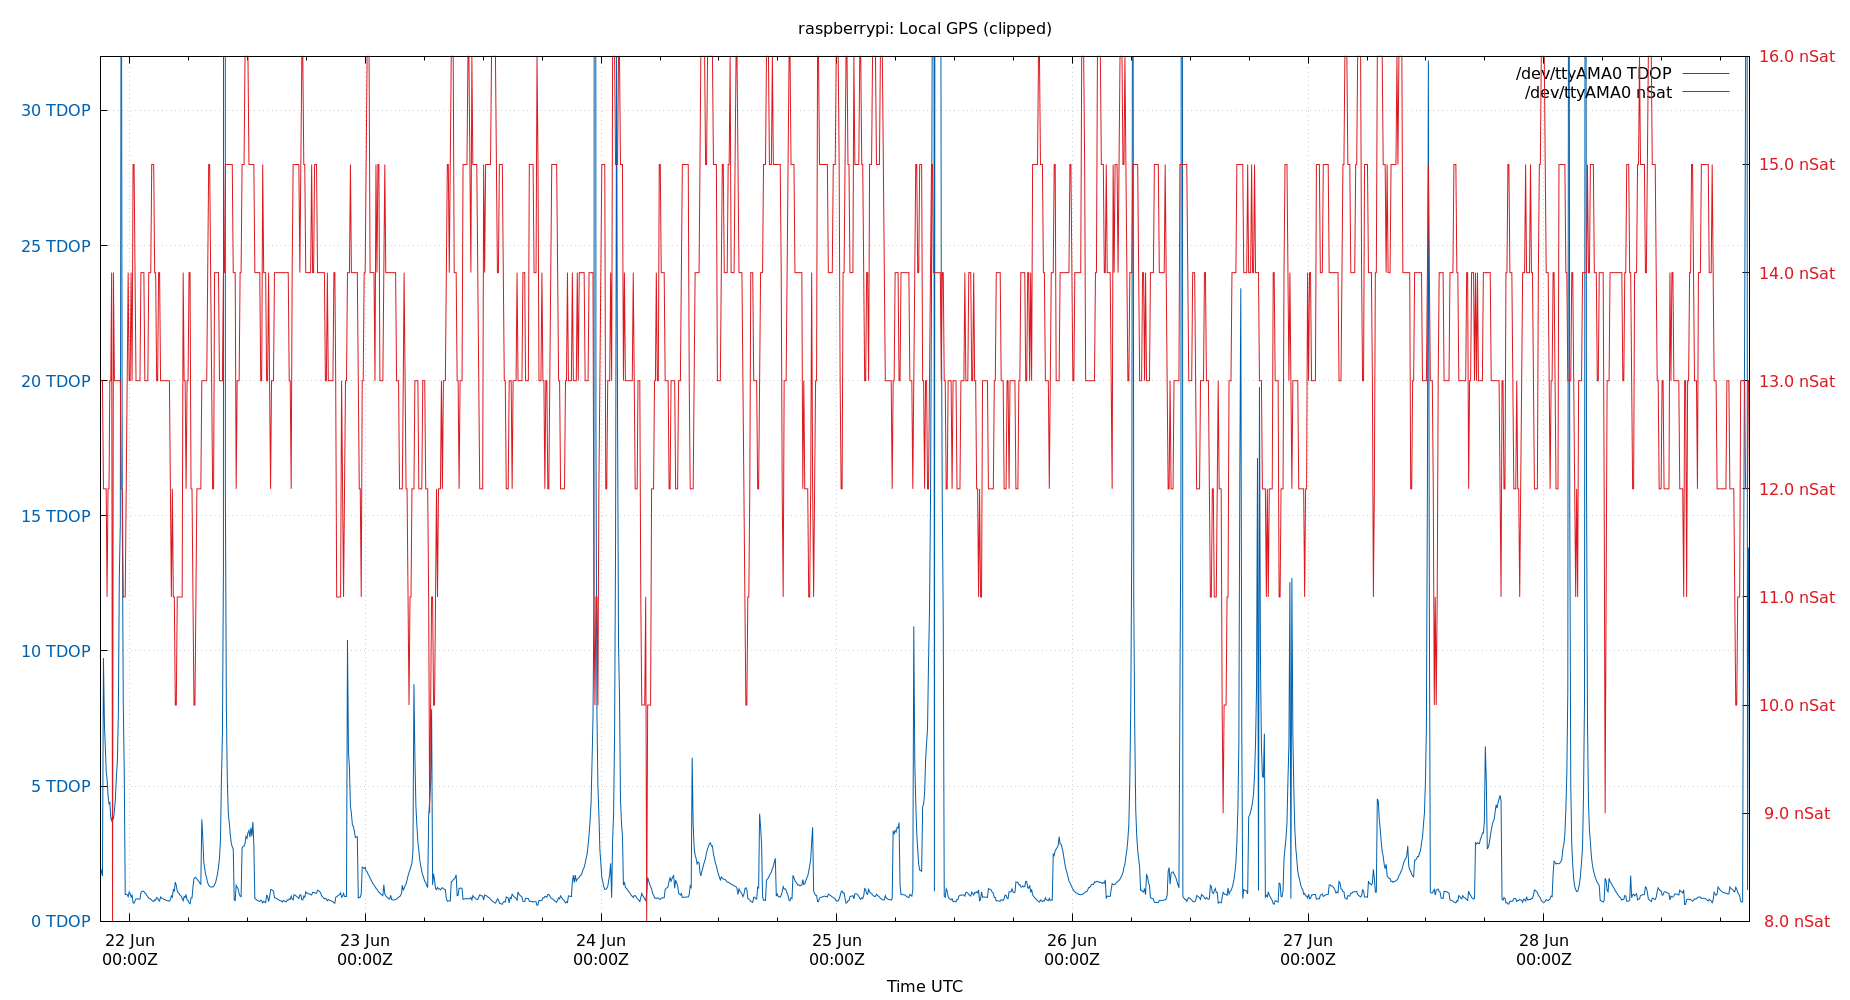 raspberrypi: Local GPS (clipped)
/dev/ttyAMA0 TDOP
/dev/ttyAMA0 nSat
30 TDOP
25 TDOP
20 TDOP
15 TDOP
10 TDOP
5 TDOP
0 TDOP
16.0 nSat
15.0 nSat
14.0 nSat
13.0 nSat
12.0 nSat
11.0 nSat
10.0 nSat
9.0 nSat
8.0 nSat
22 Jun
00:00Z
23 Jun
00:00Z
24 Jun
00:00Z
25 Jun
00:00Z
26 Jun
00:00Z
27 Jun
00:00Z
28 Jun
00:00Z
Time UTC